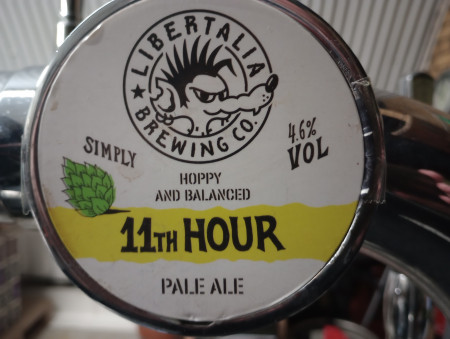 LIBERTALIA
BREWING CO.
SIMPLY
4.6%
VOL
HOPPY
AND BALANCED
11TH HOUR
PALE ALE